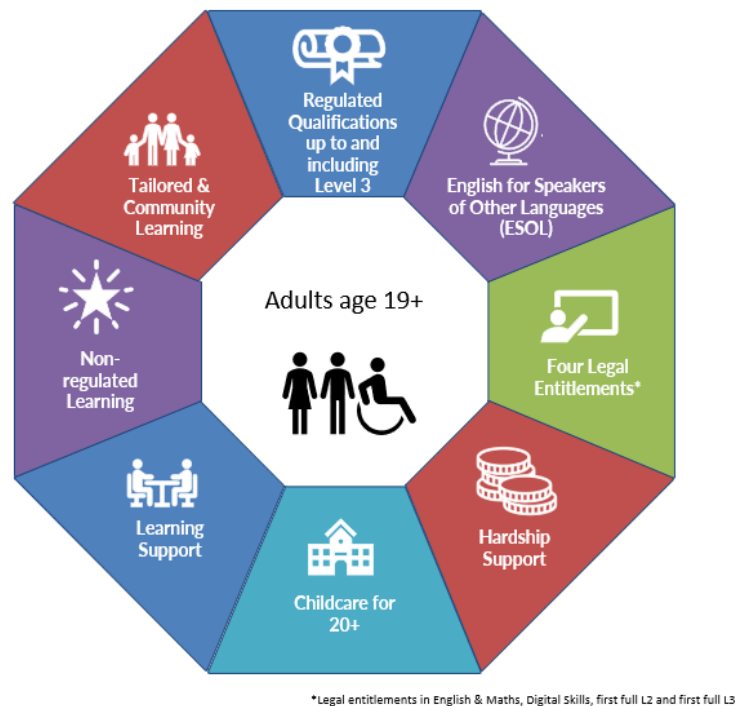 Regulated
Qualifications
up to and
including
Level 3
English for Speakers
of Other Languages
(ESOL)
Four Legal
Entitlements*
Hardship
Support
Childcare for
20+
Learning
Support
Non-
regulated
Learning
Tailored &
Community
Learning
Adults age 19+
*Legal entitlements in English & Maths, Digital Skills, first full L2 and first full L3